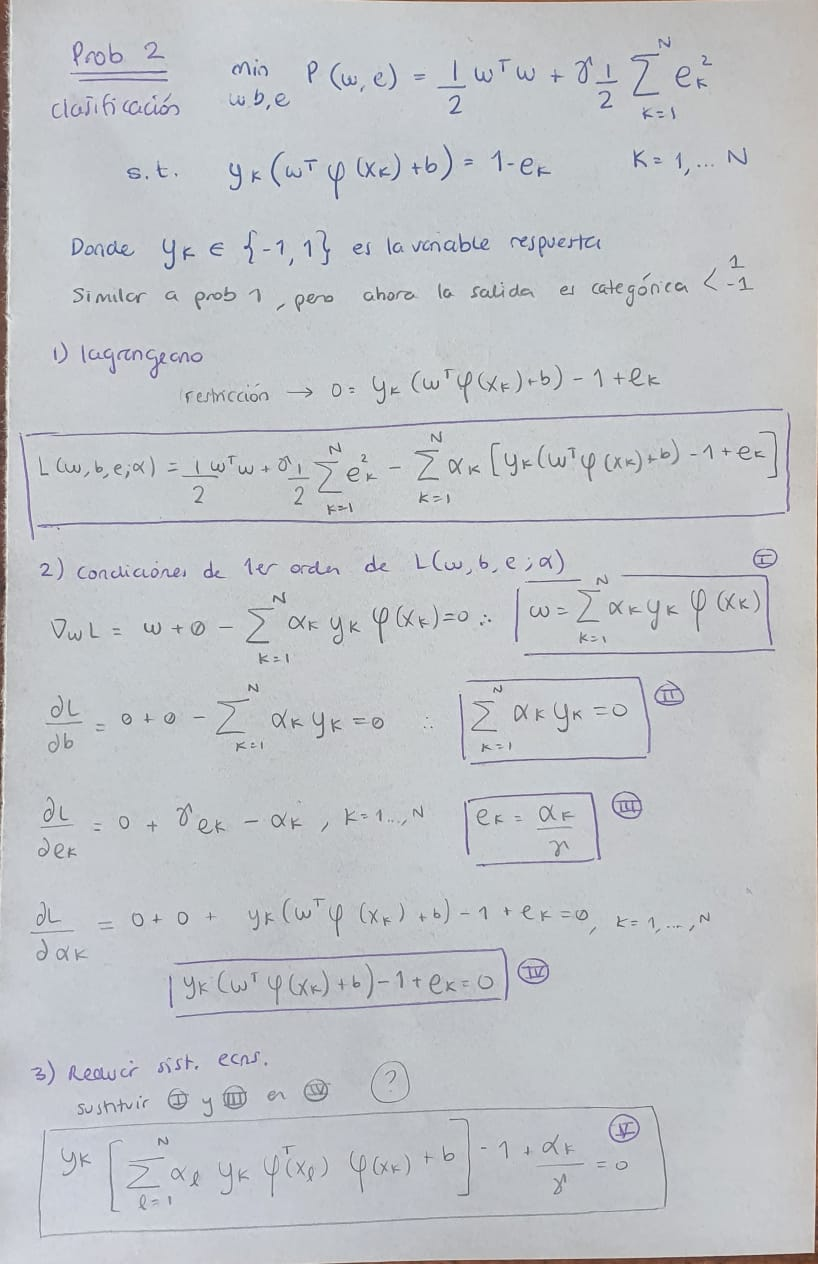 Prob 2
clasificación
min P(w,e) = 1/2 wᵀw + γ 1/2 Σ_{k=1}^{N} e_k²
w,b,e
s.t. y_k(wᵀφ(x_k)+b) = 1-e_k K=1,... N
Donde y_k ∈ {-1,1} es la variable respuesta
Similar a prob 1, pero ahora la salida es categórica < 1 -1
1) lagrangeano
restricción → 0 = y_k(wᵀφ(x_k)+b) - 1 + e_k
L(w,b,e;α) = 1/2 wᵀw + γ 1/2 Σ_{k=1}^{N} e_k² - Σ_{k=1}^{N} α_k [y_k(wᵀφ(x_k)+b) - 1 + e_k]
2) Condiciones de 1er orden de L(w,b,e;α)
∇_w L = w + 0 - Σ_{k=1}^{N} α_k y_k φ(x_k) = 0 ∴ w = Σ_{k=1}^{N} α_k y_k φ(x_k) (I)
∂L/∂b = 0 + 0 - Σ_{k=1}^{N} α_k y_k = 0 ∴ Σ_{k=1}^{N} α_k y_k = 0 (II)
∂L/∂e_k = 0 + γe_k - α_k, K=1...,N e_k = α_k/γ (III)
∂L/∂α_k = 0 + 0 + y_k(wᵀφ(x_k)+b) - 1 + e_k = 0, K=1,...,N
y_k(wᵀφ(x_k)+b) - 1 + e_k = 0 (IV)
3) Reducir sist. ecns.
sustituir (I) y (III) en (IV) (?)
y_k [Σ_{l=1}^{N} α_l y_k φᵀ(x_l) φ(x_k) + b] - 1 + α_k/γ = 0 (V)